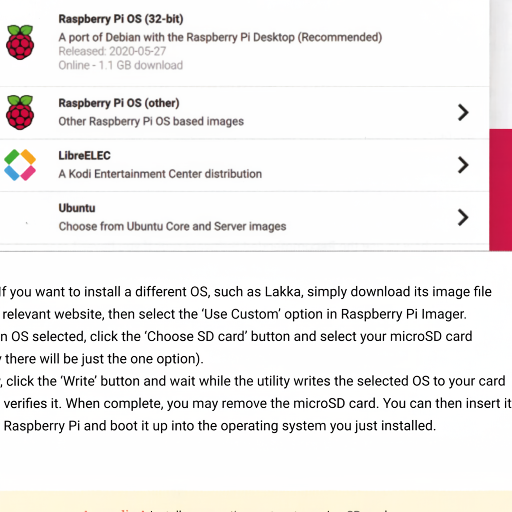 Raspberry Pi OS (32-bit)
A port of Debian with the Raspberry Pi Desktop (Recommended)
Released: 2020-05-27
Online - 1.1 GB download
Raspberry Pi OS (other)
Other Raspberry Pi OS based images
LibreELEC
A Kodi Entertainment Center distribution
Ubuntu
Choose from Ubuntu Core and Server images
If you want to install a different OS, such as Lakka, simply download its image file
relevant website, then select the ‘Use Custom’ option in Raspberry Pi Imager.
n OS selected, click the ‘Choose SD card’ button and select your microSD card
there will be just the one option).
, click the ‘Write’ button and wait while the utility writes the selected OS to your card
verifies it. When complete, you may remove the microSD card. You can then insert it
Raspberry Pi and boot it up into the operating system you just installed.